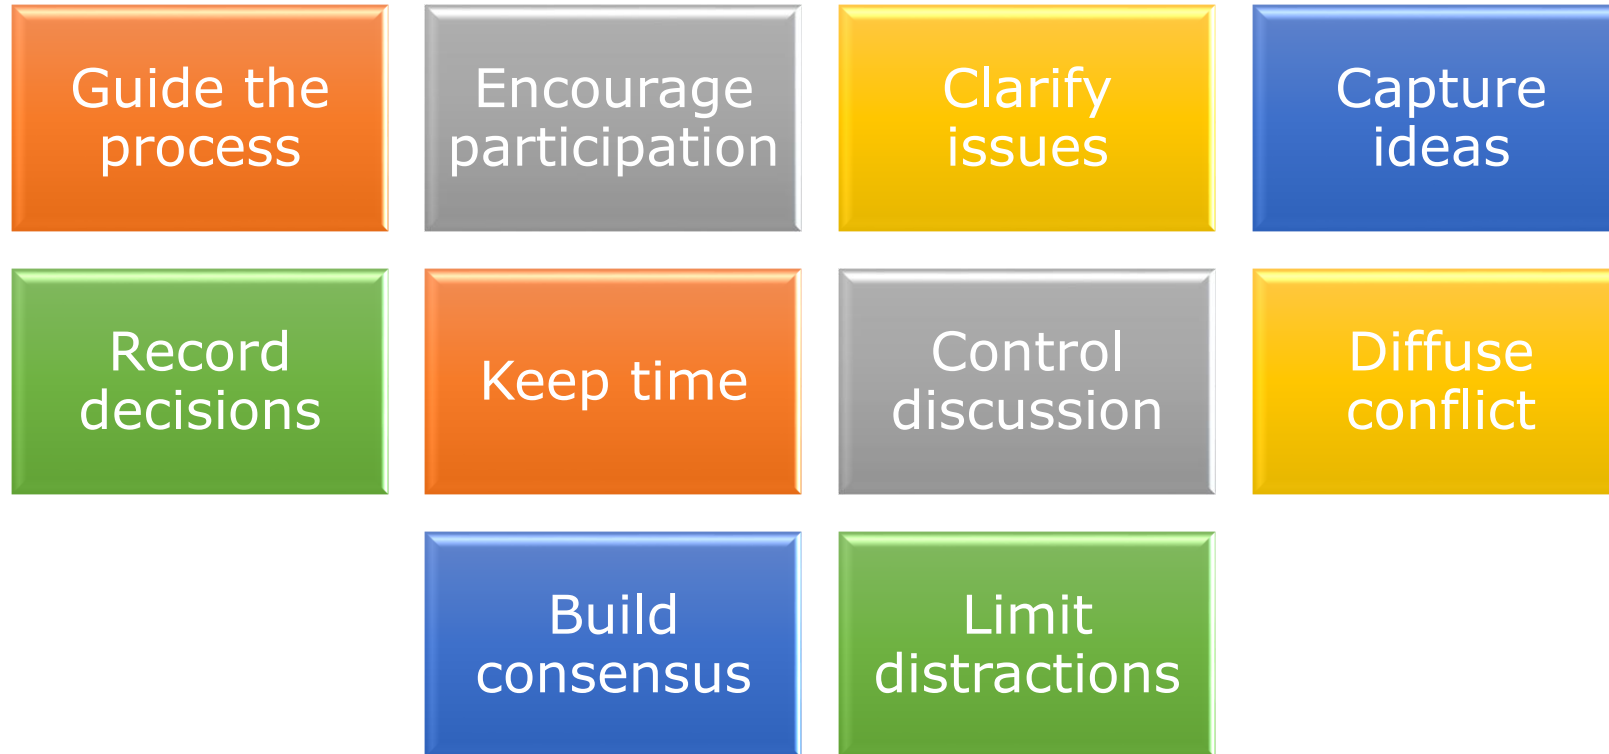 Guide the
process
Encourage
participation
Clarify
issues
Capture
ideas
Record
decisions
Keep time
Control
discussion
Diffuse
conflict
Build
consensus
Limit
distractions